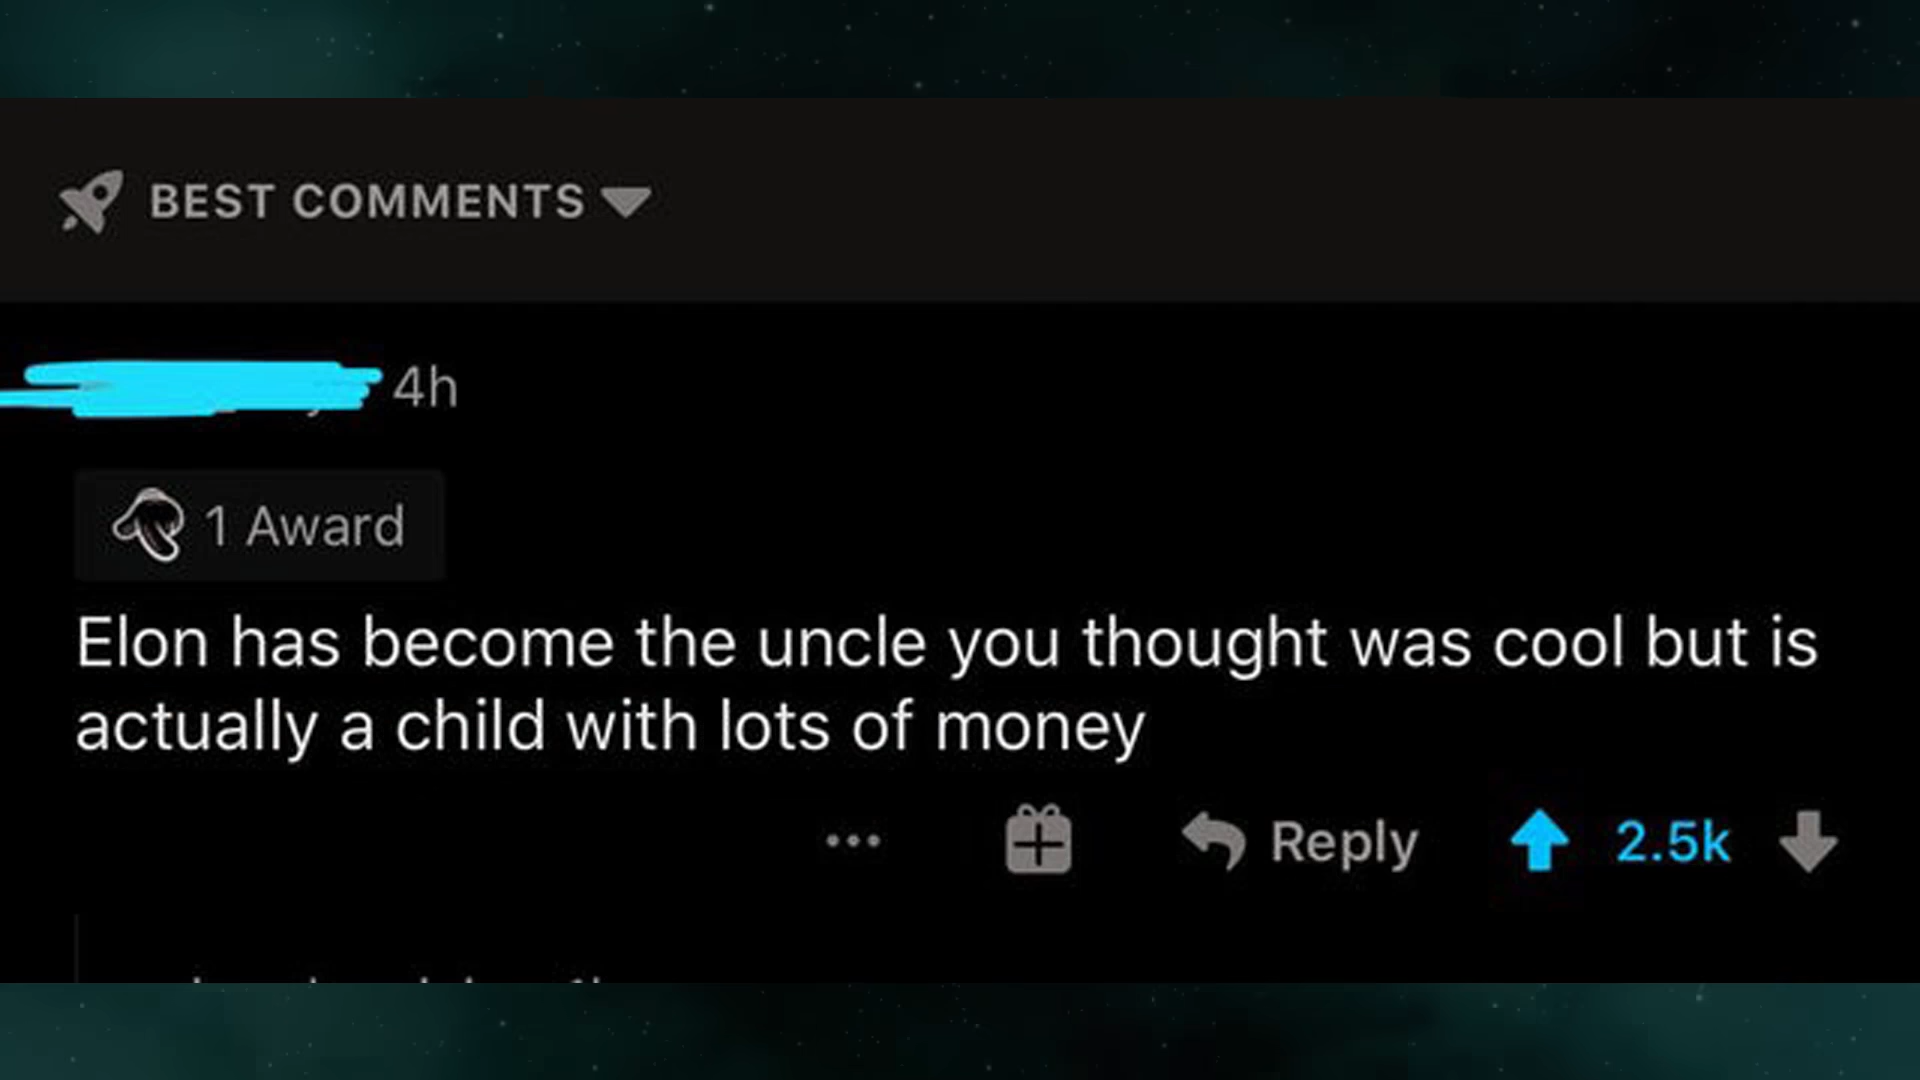 BEST COMMENTS
4h
1 Award
Elon has become the uncle you thought was cool but is
actually a child with lots of money
Reply 2.5k